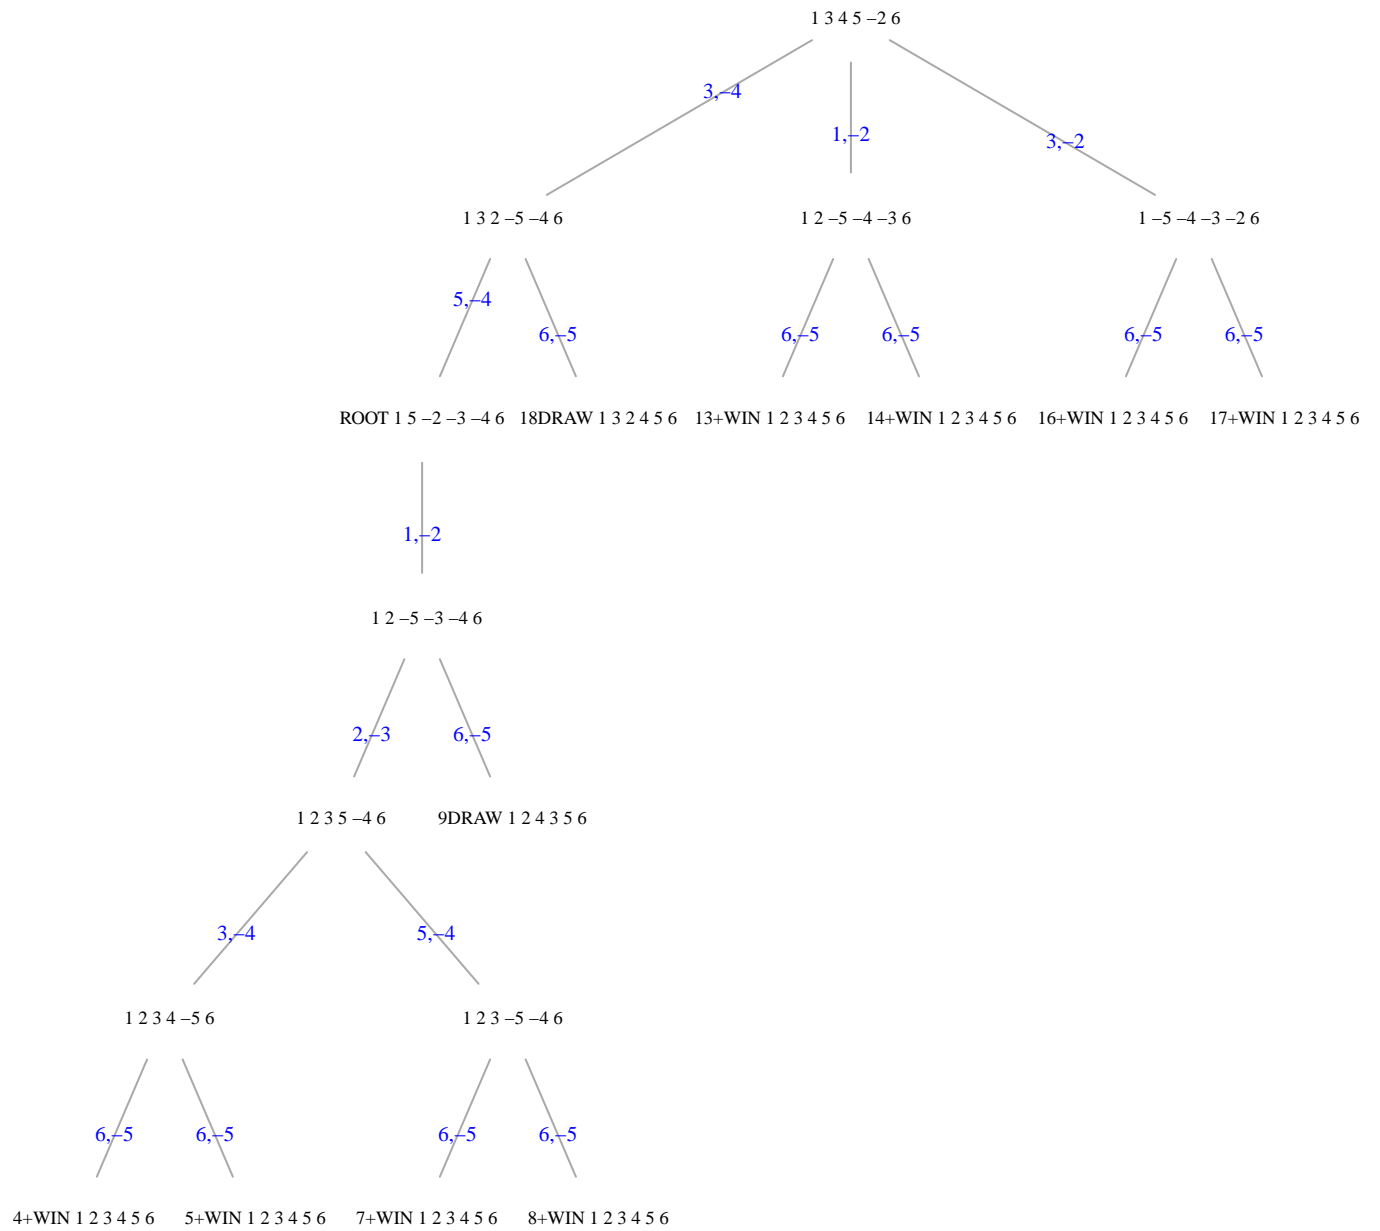 1 3 4 5 –2 6
3,–4
1,–2
3,–2
1 3 2 –5 –4 6
1 2 –5 –4 –3 6
1 –5 –4 –3 –2 6
5,–4
6,–5
6,–5
6,–5
6,–5
6,–5
ROOT 1 5 –2 –3 –4 6
18DRAW 1 3 2 4 5 6
13+WIN 1 2 3 4 5 6
14+WIN 1 2 3 4 5 6
16+WIN 1 2 3 4 5 6
17+WIN 1 2 3 4 5 6
1,–2
1 2 –5 –3 –4 6
2,–3
6,–5
1 2 3 5 –4 6
9DRAW 1 2 4 3 5 6
3,–4
5,–4
1 2 3 4 –5 6
1 2 3 –5 –4 6
6,–5
6,–5
6,–5
6,–5
4+WIN 1 2 3 4 5 6
5+WIN 1 2 3 4 5 6
7+WIN 1 2 3 4 5 6
8+WIN 1 2 3 4 5 6